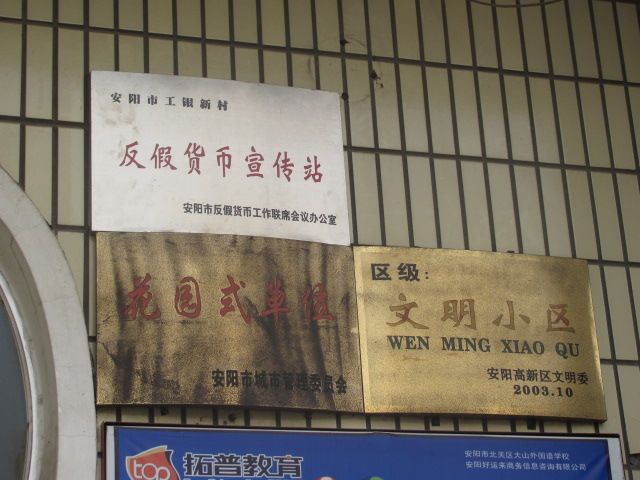 安阳市工银新村
反假货币宣传站
安阳市反假货币工作联席会议办公室
花园式单位
安阳市城市管理委员会
区级:
文明小区
WEN MING XIAO QU
安阳高新区文明委
2003.10
top
拓普教育
安阳市北关区大山外国语学校
安阳好运来商务信息咨询有限公司